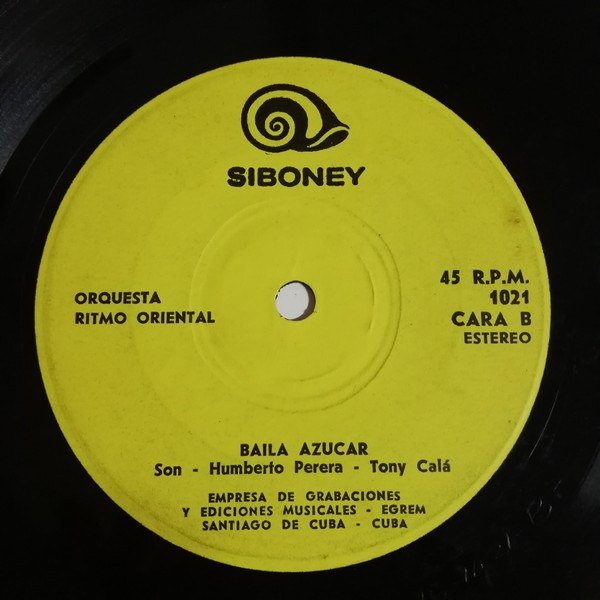 SIBONEY
ORQUESTA
RITMO ORIENTAL
45 R.P.M.
1021
CARA B
ESTEREO
BAILA AZUCAR
Son - Humberto Perera - Tony Calá
EMPRESA DE GRABACIONES
Y EDICIONES MUSICALES - EGREM
SANTIAGO DE CUBA - CUBA